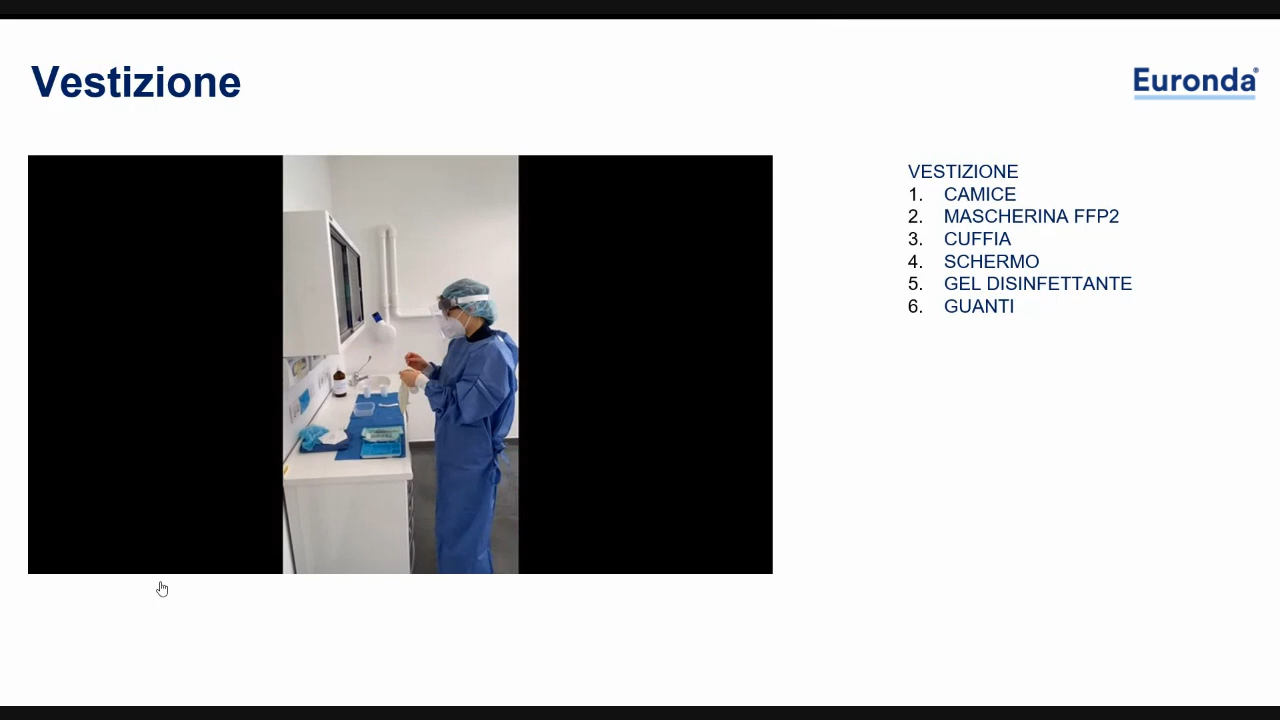 Vestizione
Euronda®
VESTIZIONE
1. CAMICE
2. MASCHERINA FFP2
3. CUFFIA
4. SCHERMO
5. GEL DISINFETTANTE
6. GUANTI